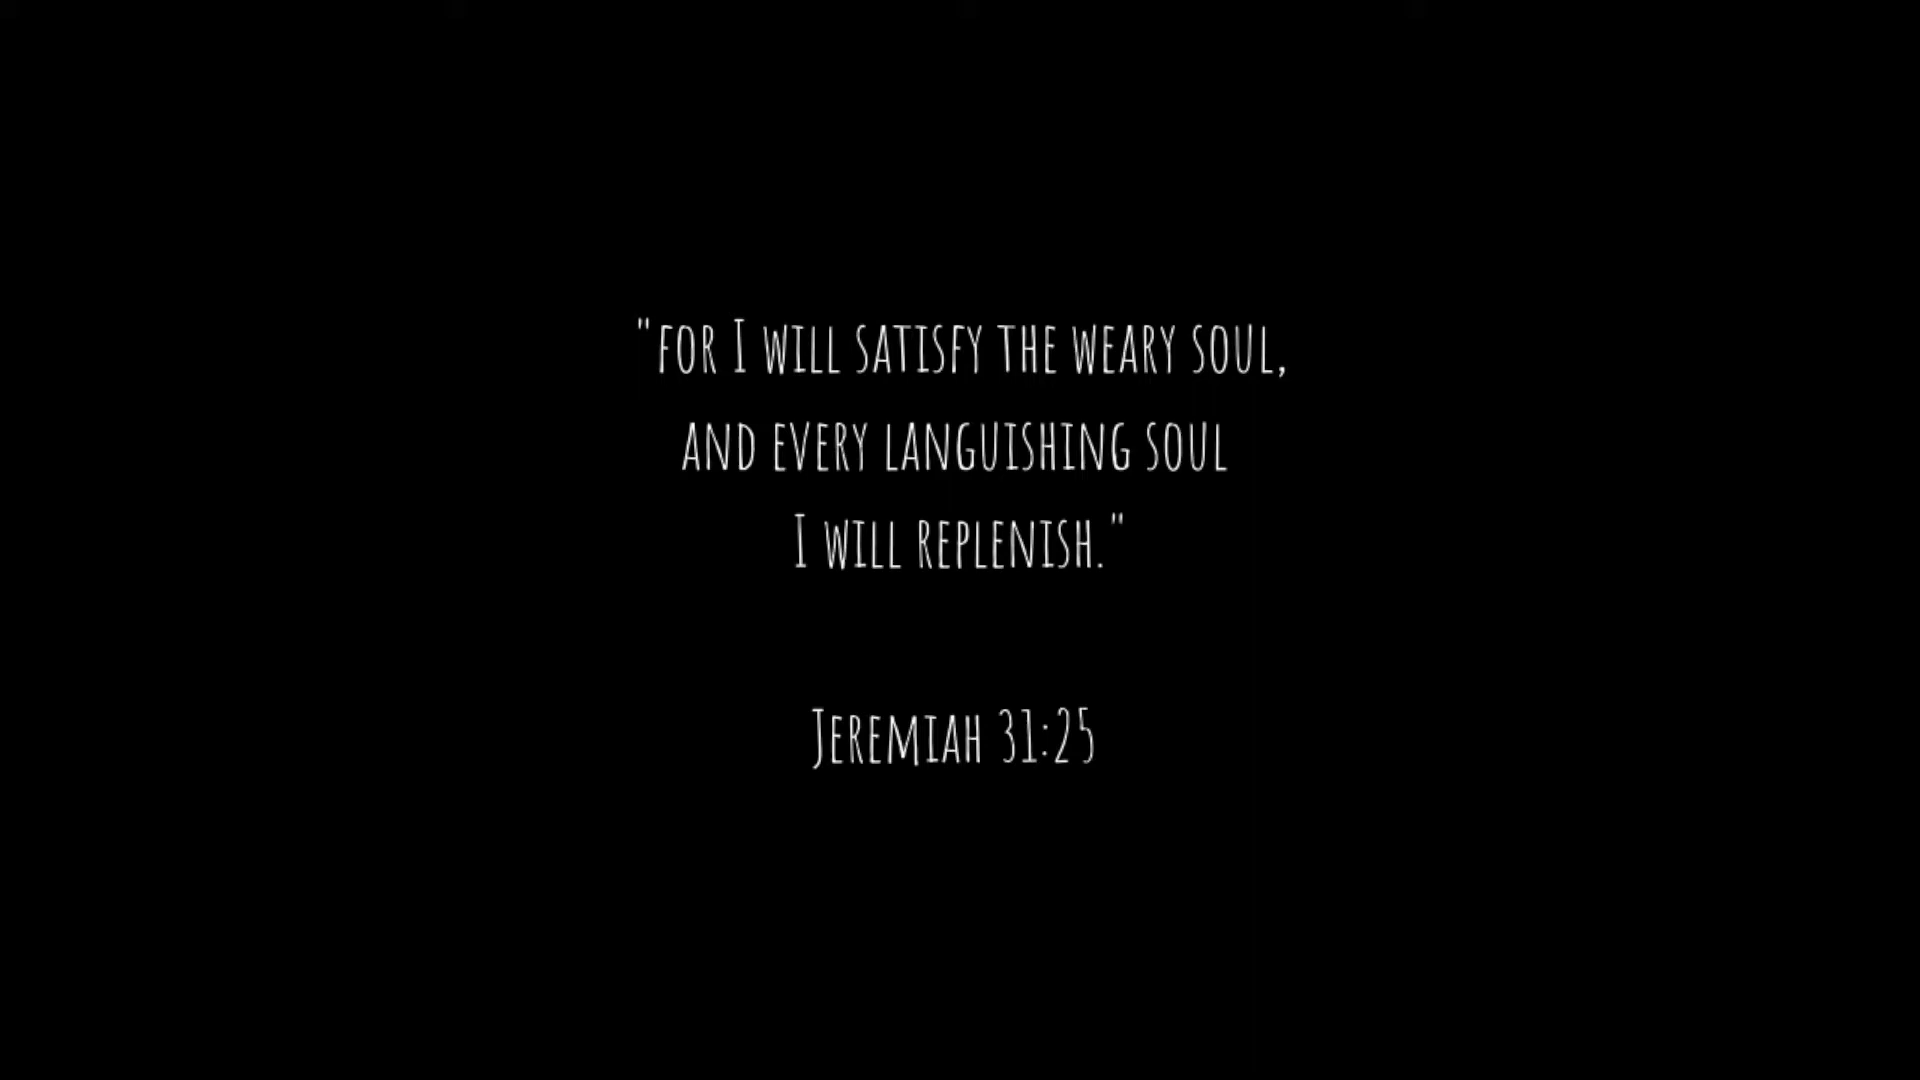 "for I will satisfy the weary soul,
and every languishing soul
I will replenish."
Jeremiah 31:25